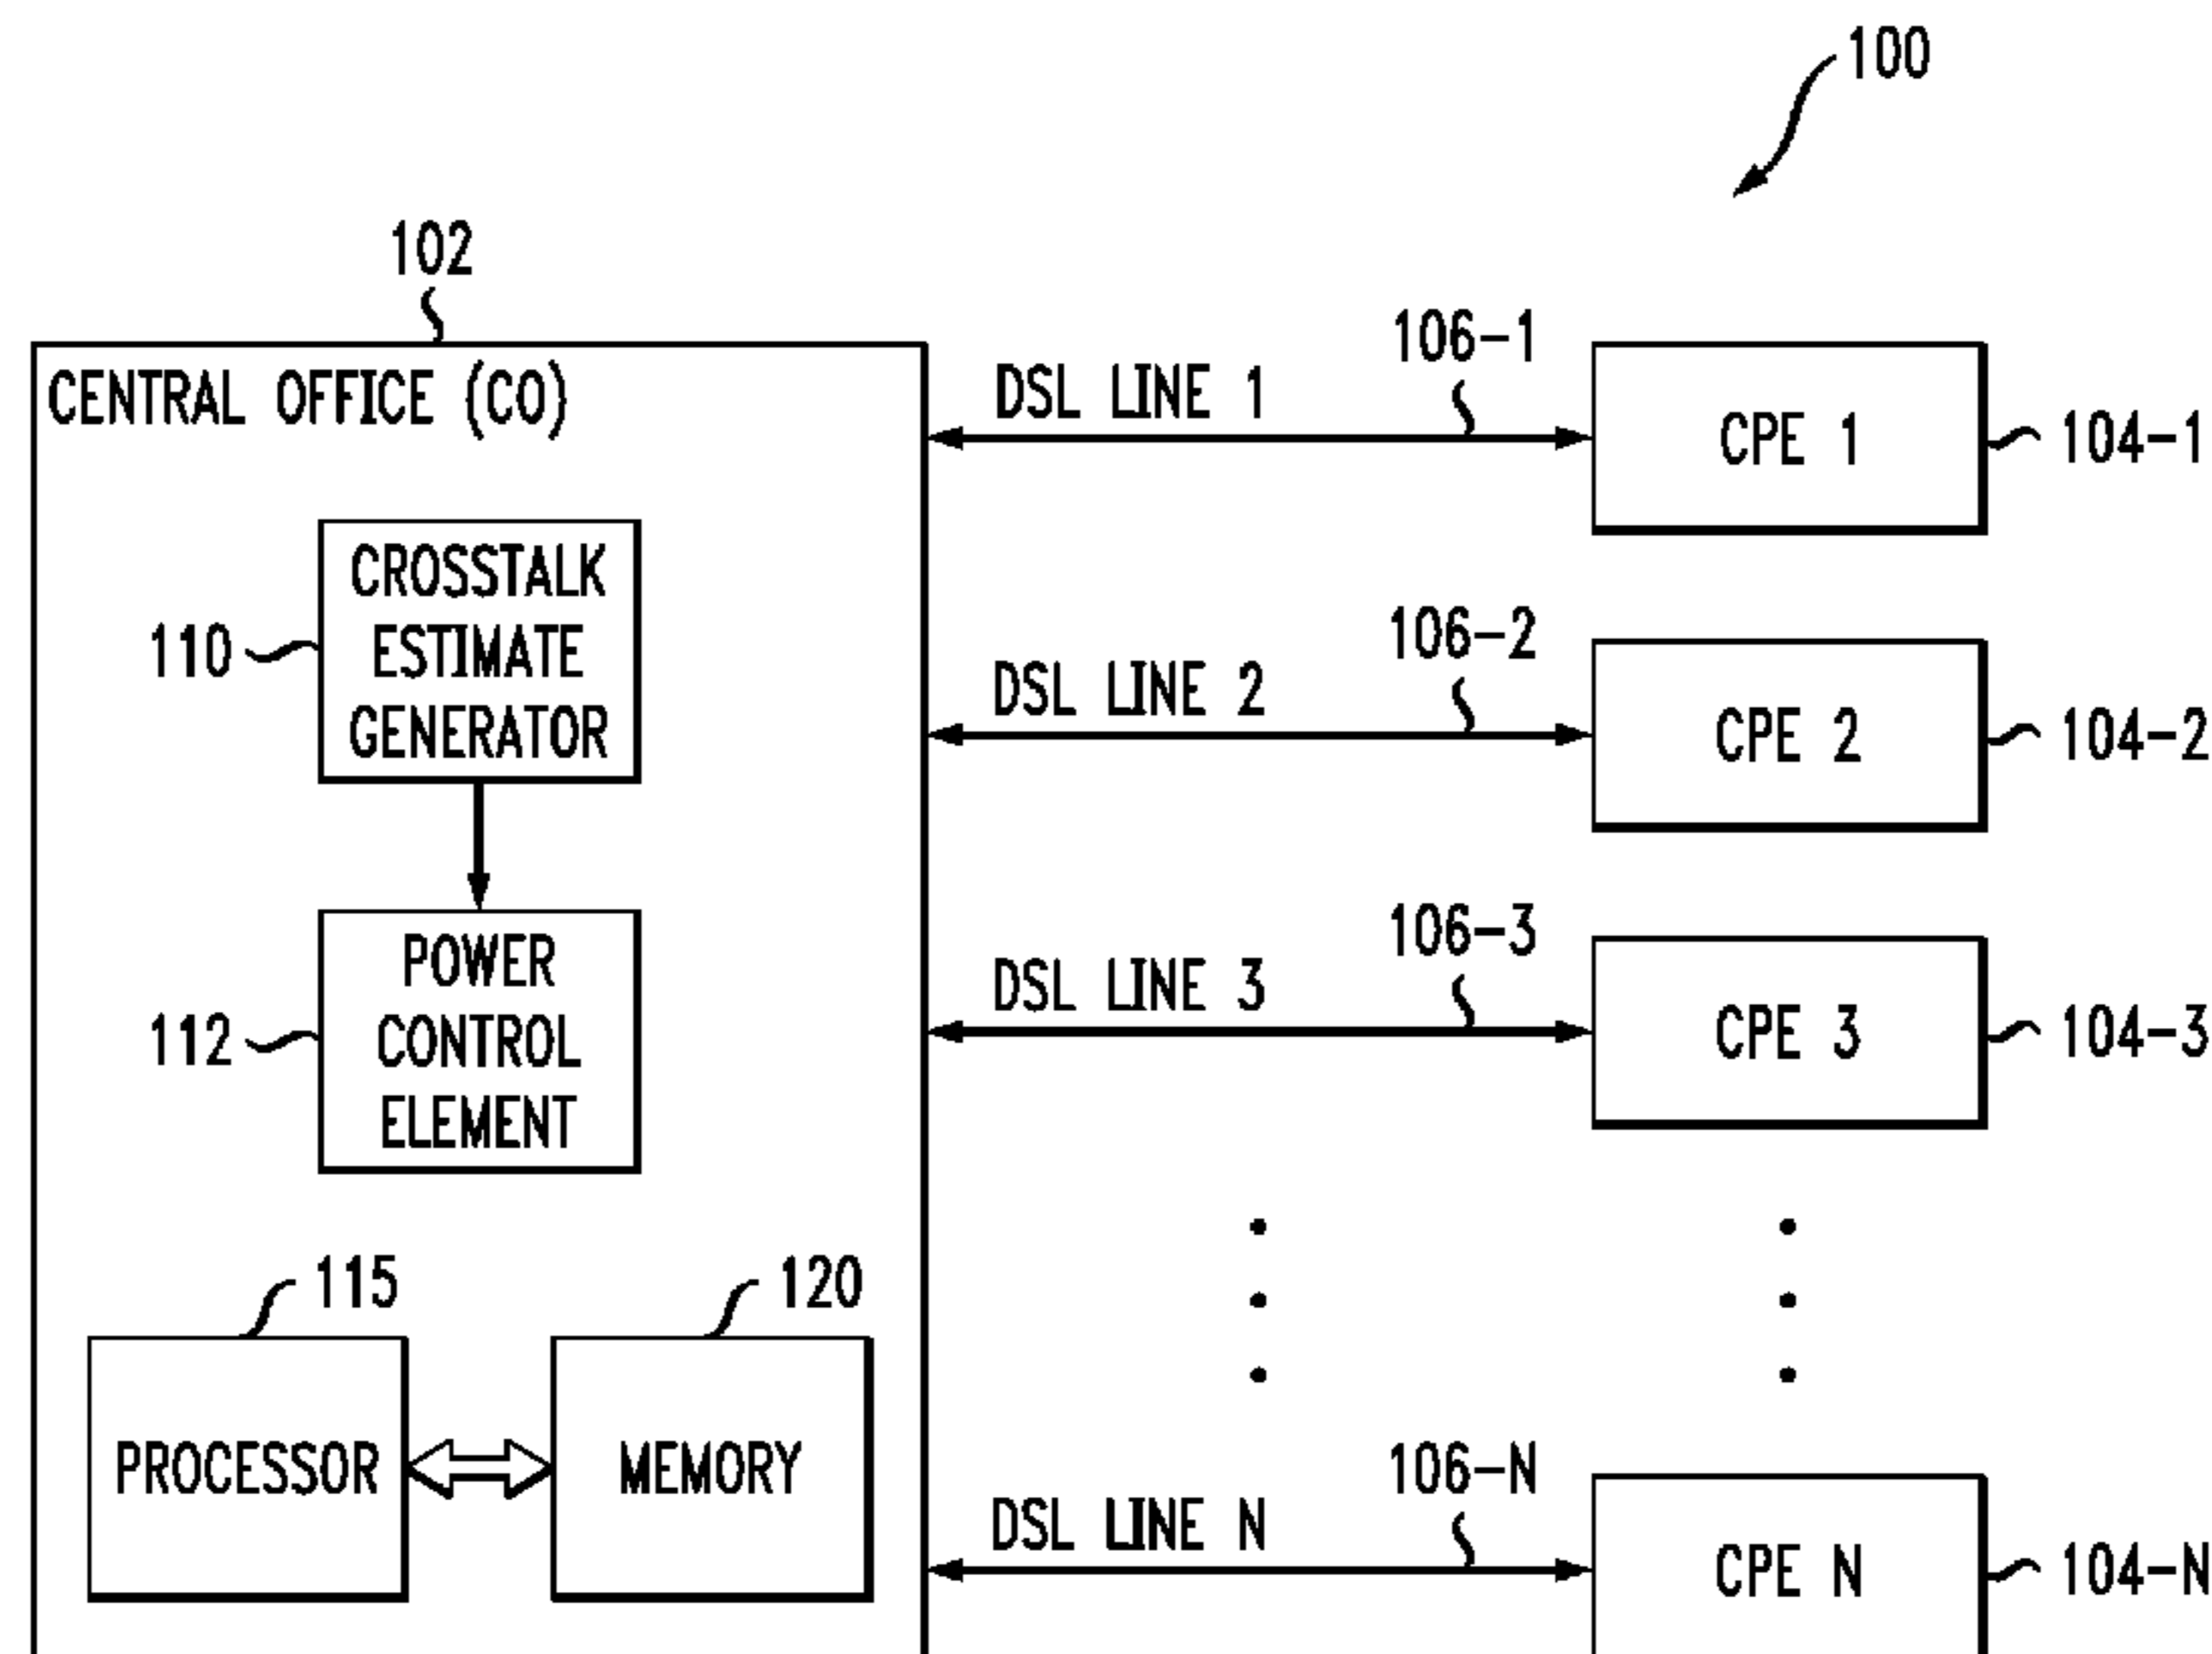 100
102
CENTRAL OFFICE (CO)
CROSSTALK
ESTIMATE
GENERATOR
110
POWER
CONTROL
ELEMENT
112
115
PROCESSOR
120
MEMORY
DSL LINE 1
106-1
CPE 1
104-1
DSL LINE 2
106-2
CPE 2
104-2
DSL LINE 3
106-3
CPE 3
104-3
DSL LINE N
106-N
CPE N
104-N